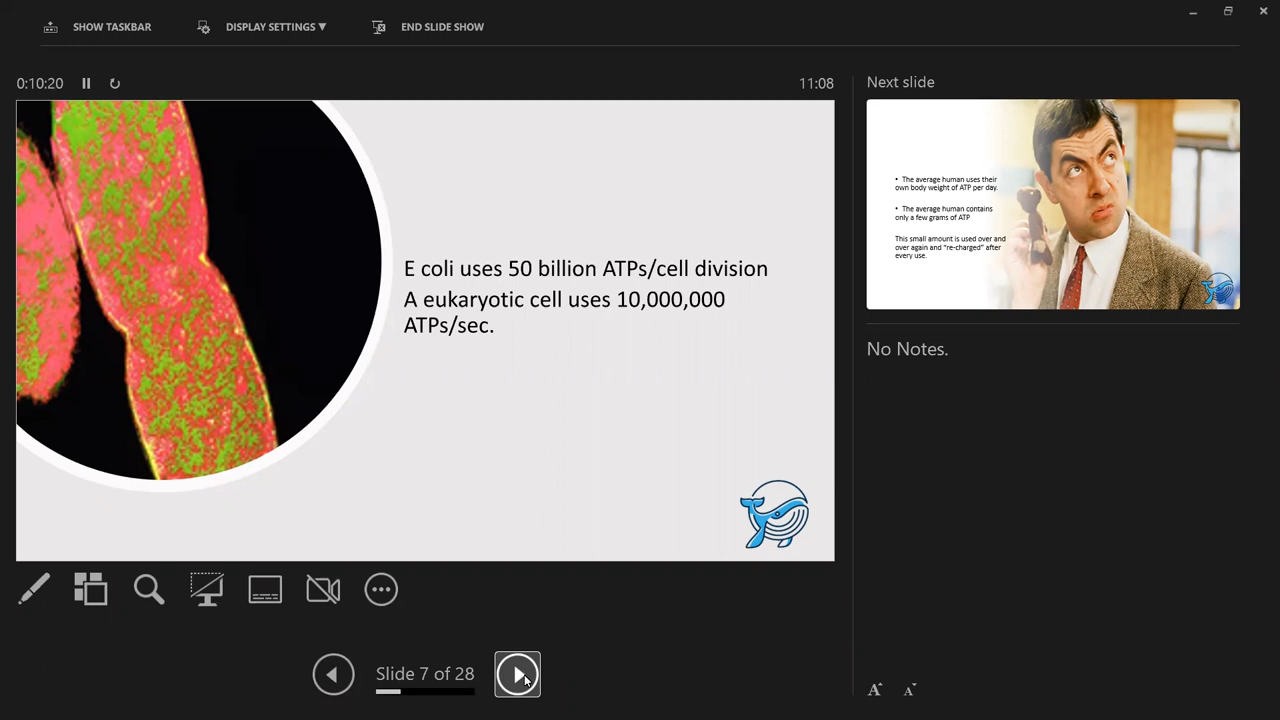 SHOW TASKBAR
DISPLAY SETTINGS ▼
END SLIDE SHOW
0:10:20
11:08
E coli uses 50 billion ATPs/cell division
A eukaryotic cell uses 10,000,000
ATPs/sec.
Slide 7 of 28
Next slide
• The average human uses their
own body weight of ATP per day.
• The average human contains
only a few grams of ATP
This small amount is used over and
over again and "re-charged" after
every use.
No Notes.
A A